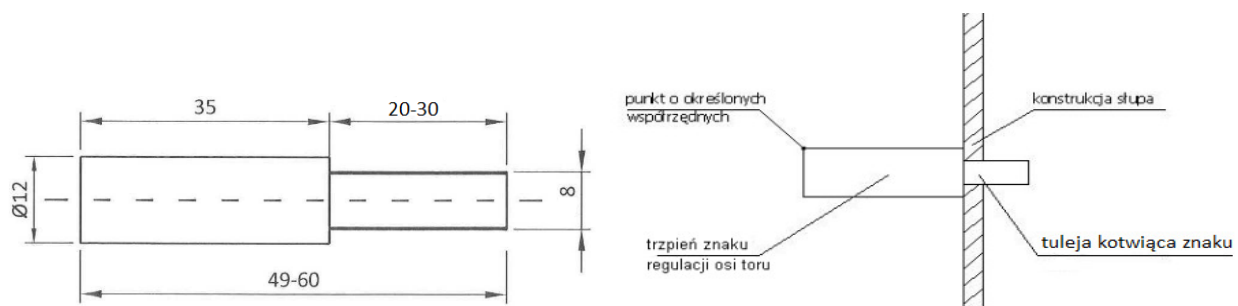 35
20-30
Ø12
8
49-60
punkt o określonych
współrzędnych
konstrukcja słupa
trzpień znaku
regulacji osi toru
tuleja kotwiąca znaku